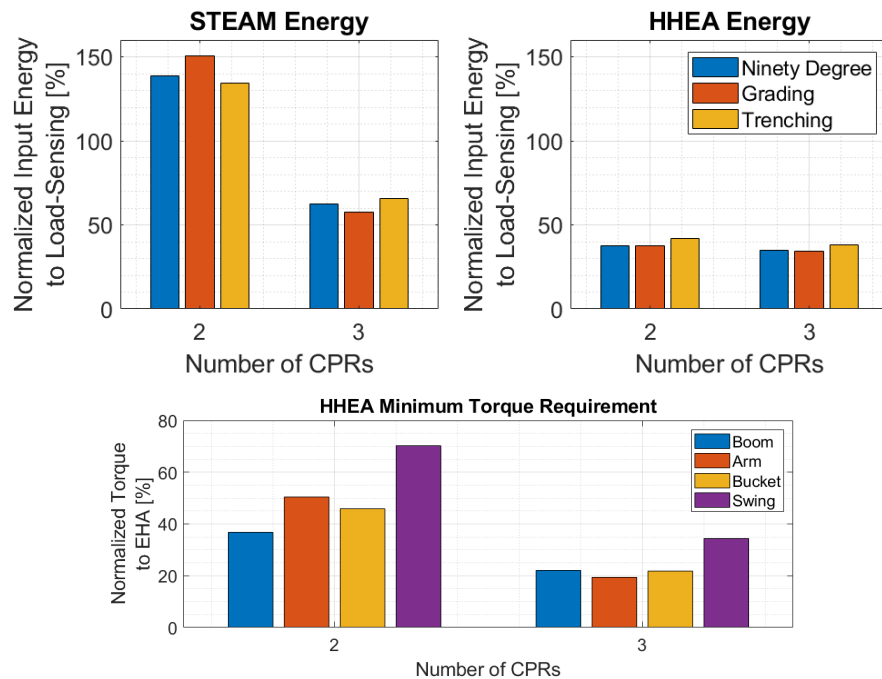 STEAM Energy
Normalized Input Energy
to Load-Sensing [%]
150
100
50
0
2
3
Number of CPRs
HHEA Energy
Normalized Input Energy
to Load-Sensing [%]
150
100
50
0
Ninety Degree
Grading
Trenching
2
3
Number of CPRs
HHEA Minimum Torque Requirement
Normalized Torque
to EHA [%]
80
60
40
20
0
Boom
Arm
Bucket
Swing
2
3
Number of CPRs